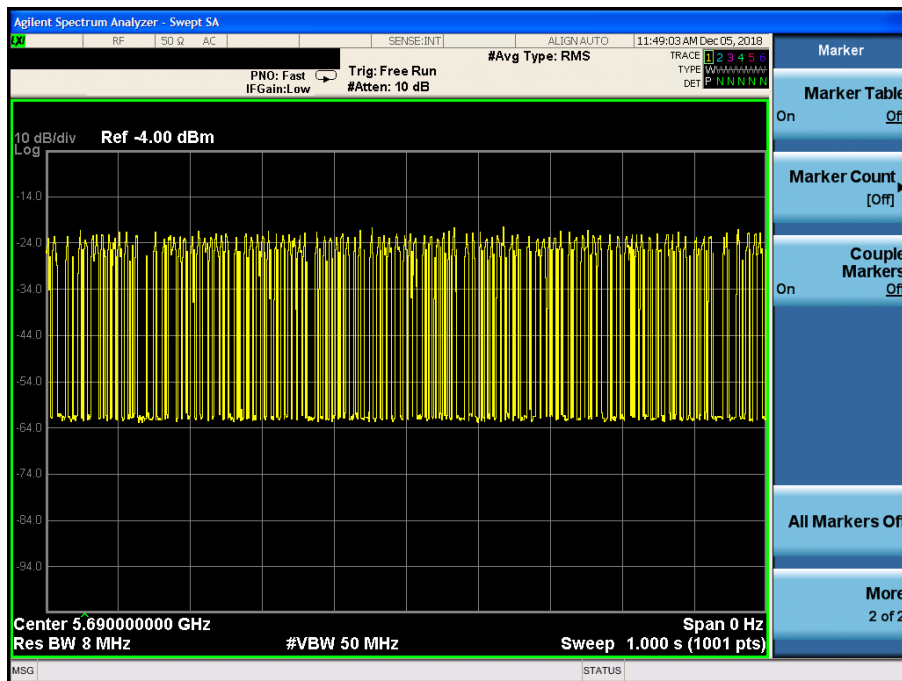 Agilent Spectrum Analyzer - Swept SA
LXI RF 50 Ω AC SENSE:INT ALIGN AUTO 11:49:03 AM Dec 05, 2018
#Avg Type: RMS
TRACE 1 2 3 4 5 6
PNO: Fast Trig: Free Run
TYPE W
IFGain:Low #Atten: 10 dB
DET P N N N N N
10 dB/div Ref -4.00 dBm
Log
-14.0
-24.0
-34.0
-44.0
-54.0
-64.0
-74.0
-84.0
-94.0
Center 5.690000000 GHz Span 0 Hz
Res BW 8 MHz #VBW 50 MHz Sweep 1.000 s (1001 pts)
MSG STATUS
Marker
Marker Table
On Off
Marker Count
[Off]
Couple
Markers
On Off
All Markers Off
More
2 of 2